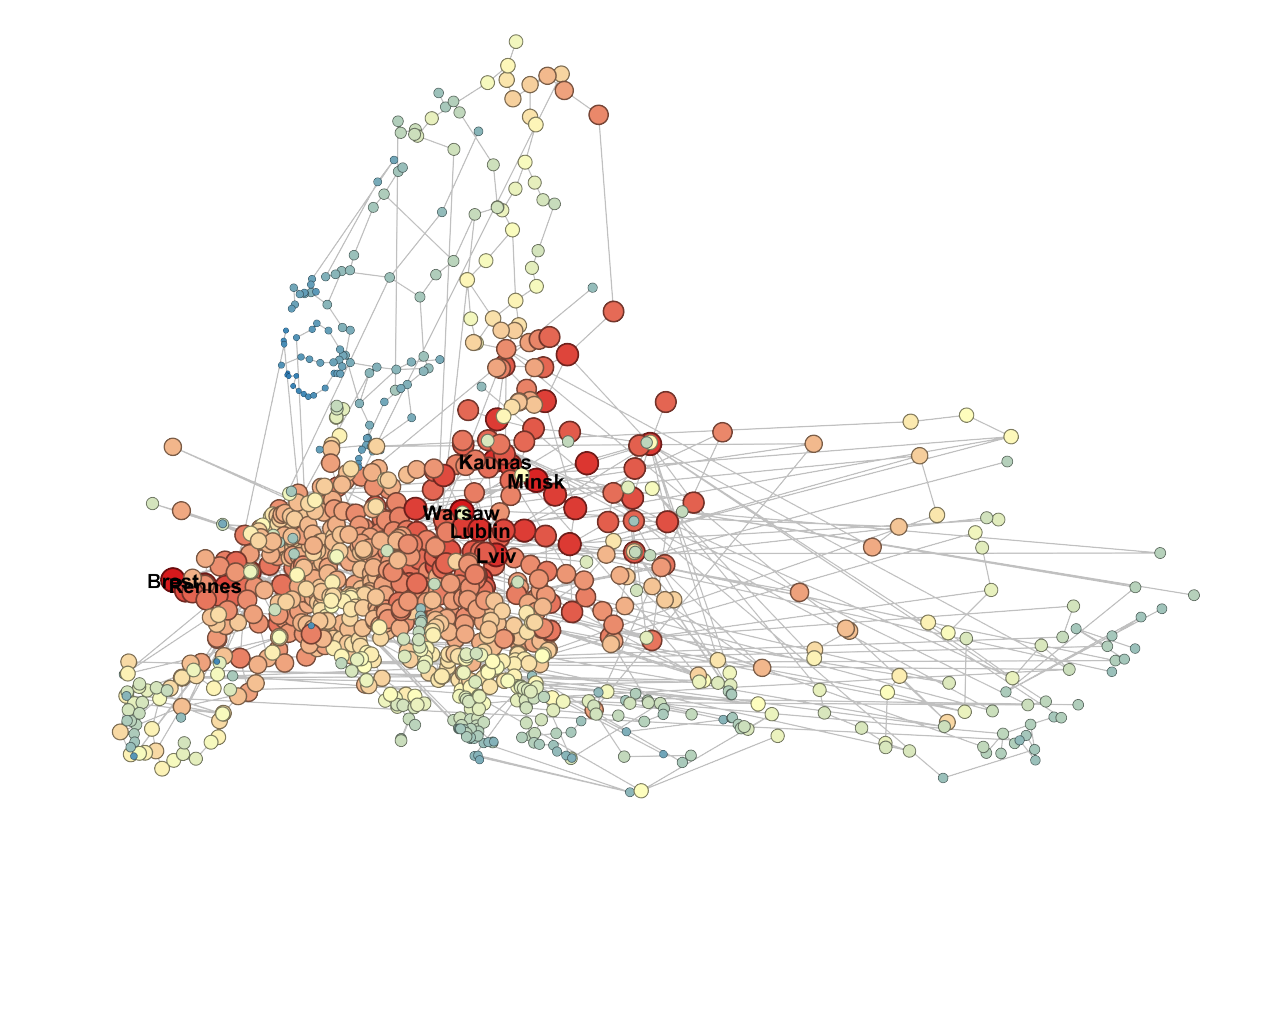 Kaunas
Minsk
Warsaw
Lublin
Lviv
Brest
Rennes